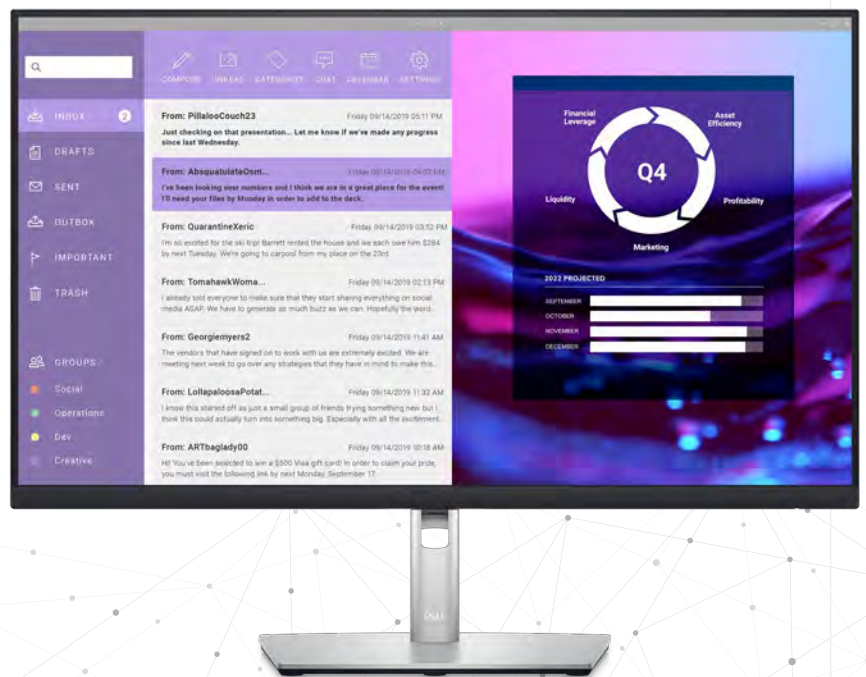 INBOX 2
DRAFTS
SENT
OUTBOX
IMPORTANT
TRASH
GROUPS
Social
Operations
Dev
Creative
COMPOSE UNREAD CATEGORIZE CHAT CALENDAR SETTINGS
From: PillalooCouch23 Friday 09/14/2019 05:11 PM
Just checking on that presentation... Let me know if we've made any progress
since last Wednesday.
From: AbsquatulateOsm... Friday 09/14/2019 04:07 PM
I've been looking over numbers and I think we are in a great place for the event!
I'll need your files by Monday in order to add to the deck.
From: QuarantineXeric Friday 09/14/2019 03:52 PM
I'm so excited for the ski trip! Barrett rented the house and we each owe him $284
by next Tuesday. We're going to carpool from my place on the 23rd.
From: TomahawkWoma... Friday 09/14/2019 02:13 PM
I already told everyone to make sure that they start sharing everything on social
media ASAP. We have to generate as much buzz as we can. Hopefully the word...
From: Georgiemyers2 Friday 09/14/2019 11:41 AM
The vendors that have signed on to work with us are extremely excited. We are
meeting next week to go over any strategies that they have in mind to make this...
From: LollapaloosaPotat... Friday 09/14/2019 11:32 AM
I know this started off as just a small group of friends trying something new but I
think this could actually turn into something big. Especially with all the excitement...
From: ARTbaglady00 Friday 09/14/2019 10:18 AM
Hi! You've been selected to win a $500 Visa gift card! In order to claim your prize,
you must visit the following link by next Monday, September 17.
Financial
Leverage
Asset
Efficiency
Q4
Liquidity
Profitability
Marketing
2022 PROJECTED
SEPTEMBER
OCTOBER
NOVEMBER
DECEMBER
DELL